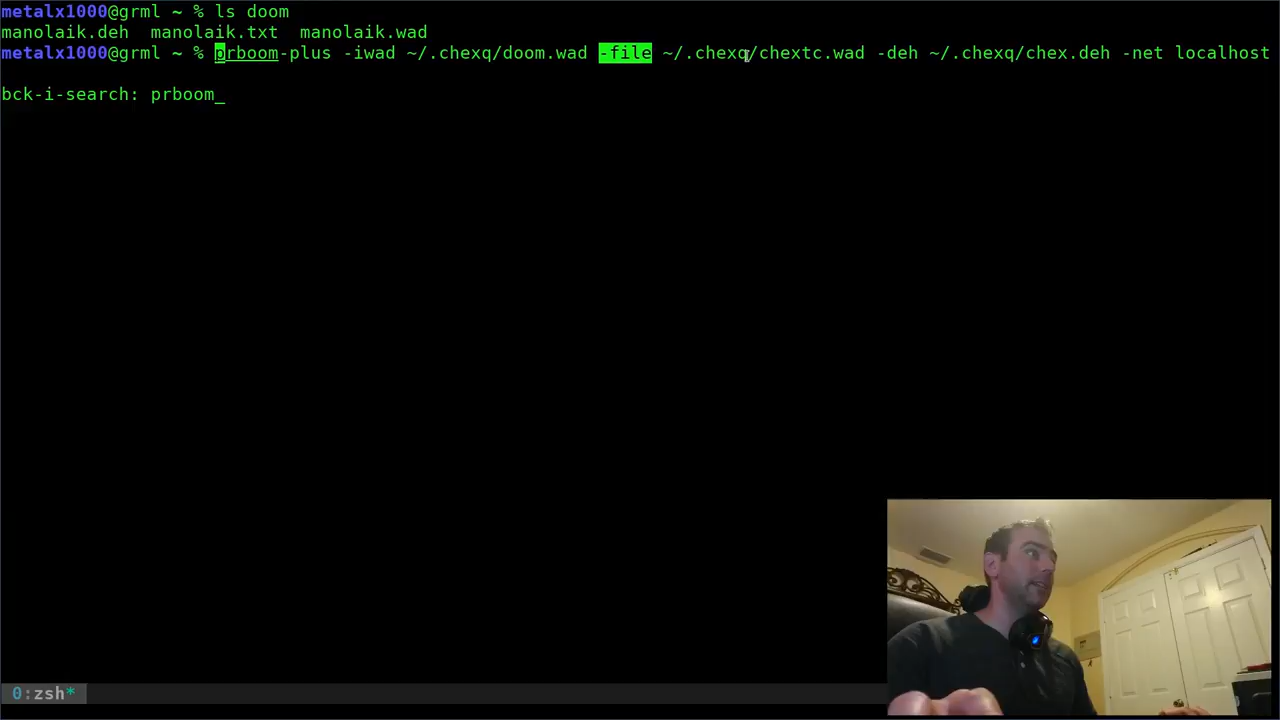 metalx1000@grml ~ % ls doom
manolaik.deh  manolaik.txt  manolaik.wad
metalx1000@grml ~ % prboom-plus -iwad ~/.chexq/doom.wad -file ~/.chexq/chextc.wad -deh ~/.chexq/chex.deh -net localhost
bck-i-search: prboom_
0:zsh*